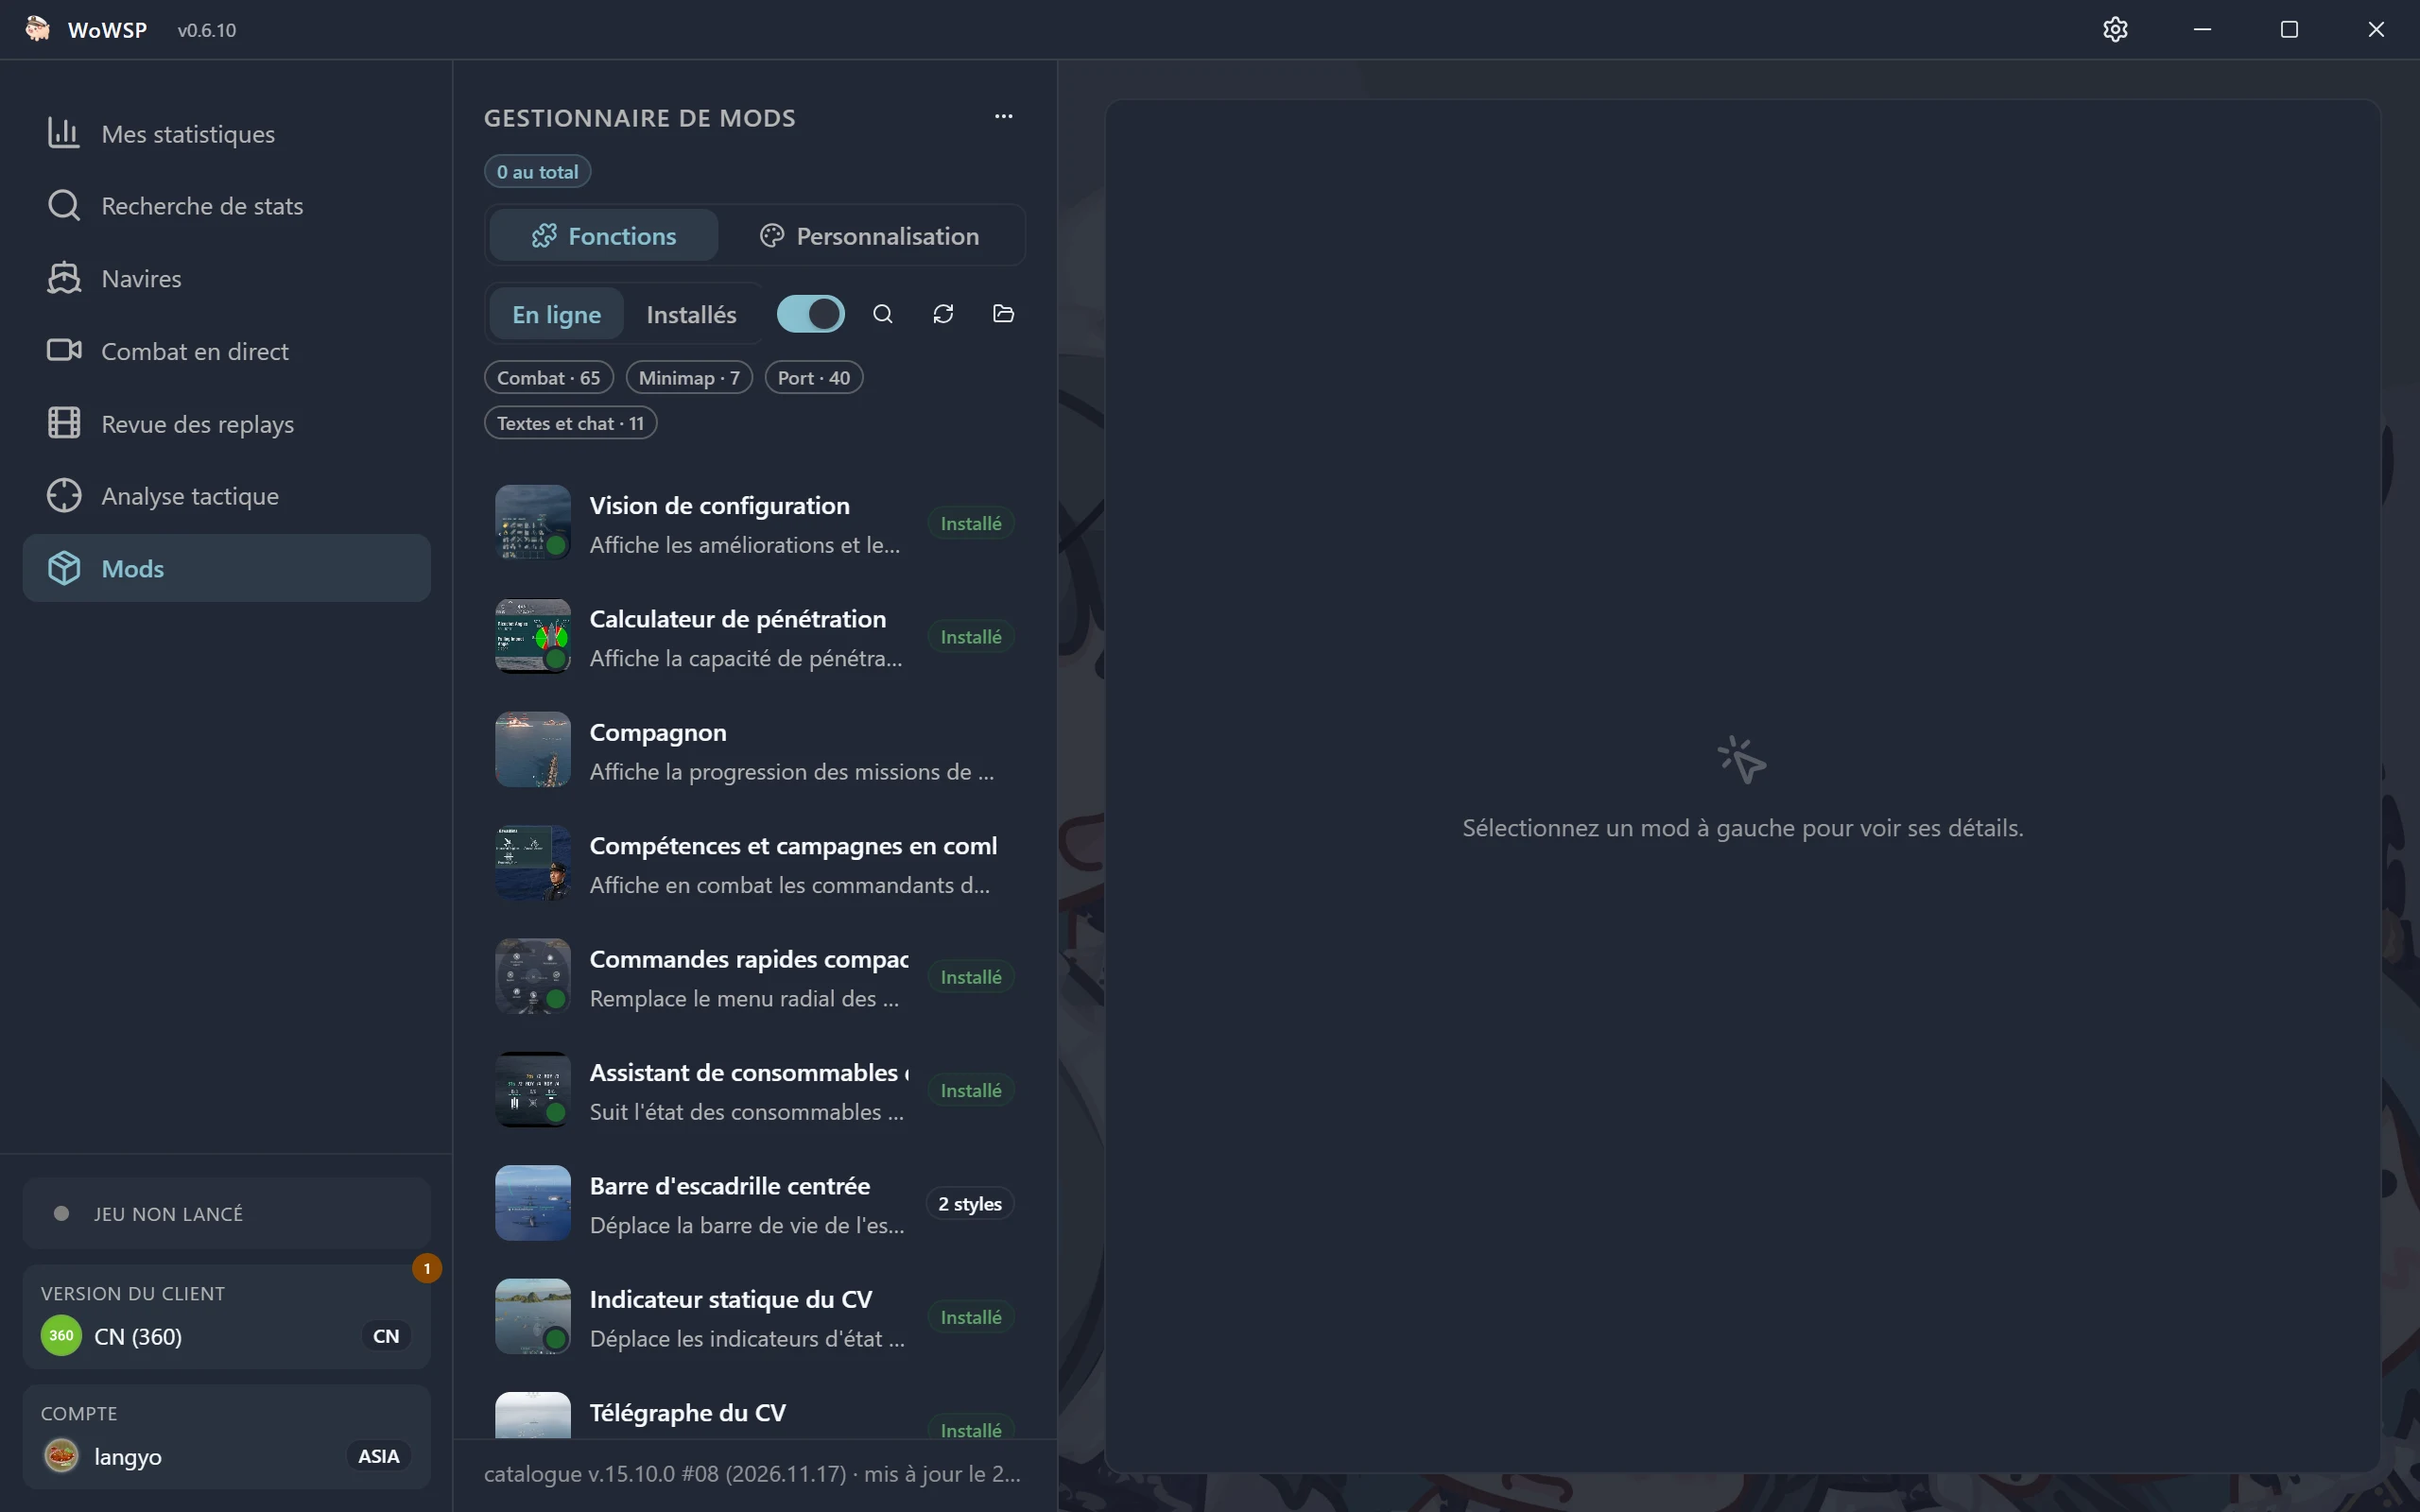 WoWSP v0.6.10
Mes statistiques
Recherche de stats
Navires
Combat en direct
Revue des replays
Analyse tactique
Mods
JEU NON LANCÉ
1
VERSION DU CLIENT
360 CN (360) CN
COMPTE
langyo ASIA
GESTIONNAIRE DE MODS
0 au total
Fonctions Personnalisation
En ligne Installés
Combat · 65 Minimap · 7 Port · 40
Textes et chat · 11
Vision de configuration
Affiche les améliorations et le...
Installé
Calculateur de pénétration
Affiche la capacité de pénétra...
Installé
Compagnon
Affiche la progression des missions de ...
Compétences et campagnes en coml
Affiche en combat les commandants d...
Commandes rapides compac
Remplace le menu radial des ...
Installé
Assistant de consommables
Suit l'état des consommables ...
Installé
Barre d'escadrille centrée
Déplace la barre de vie de l'es...
2 styles
Indicateur statique du CV
Déplace les indicateurs d'état ...
Installé
Télégraphe du CV
Installé
catalogue v.15.10.0 #08 (2026.11.17) · mis à jour le 2...
Sélectionnez un mod à gauche pour voir ses détails.